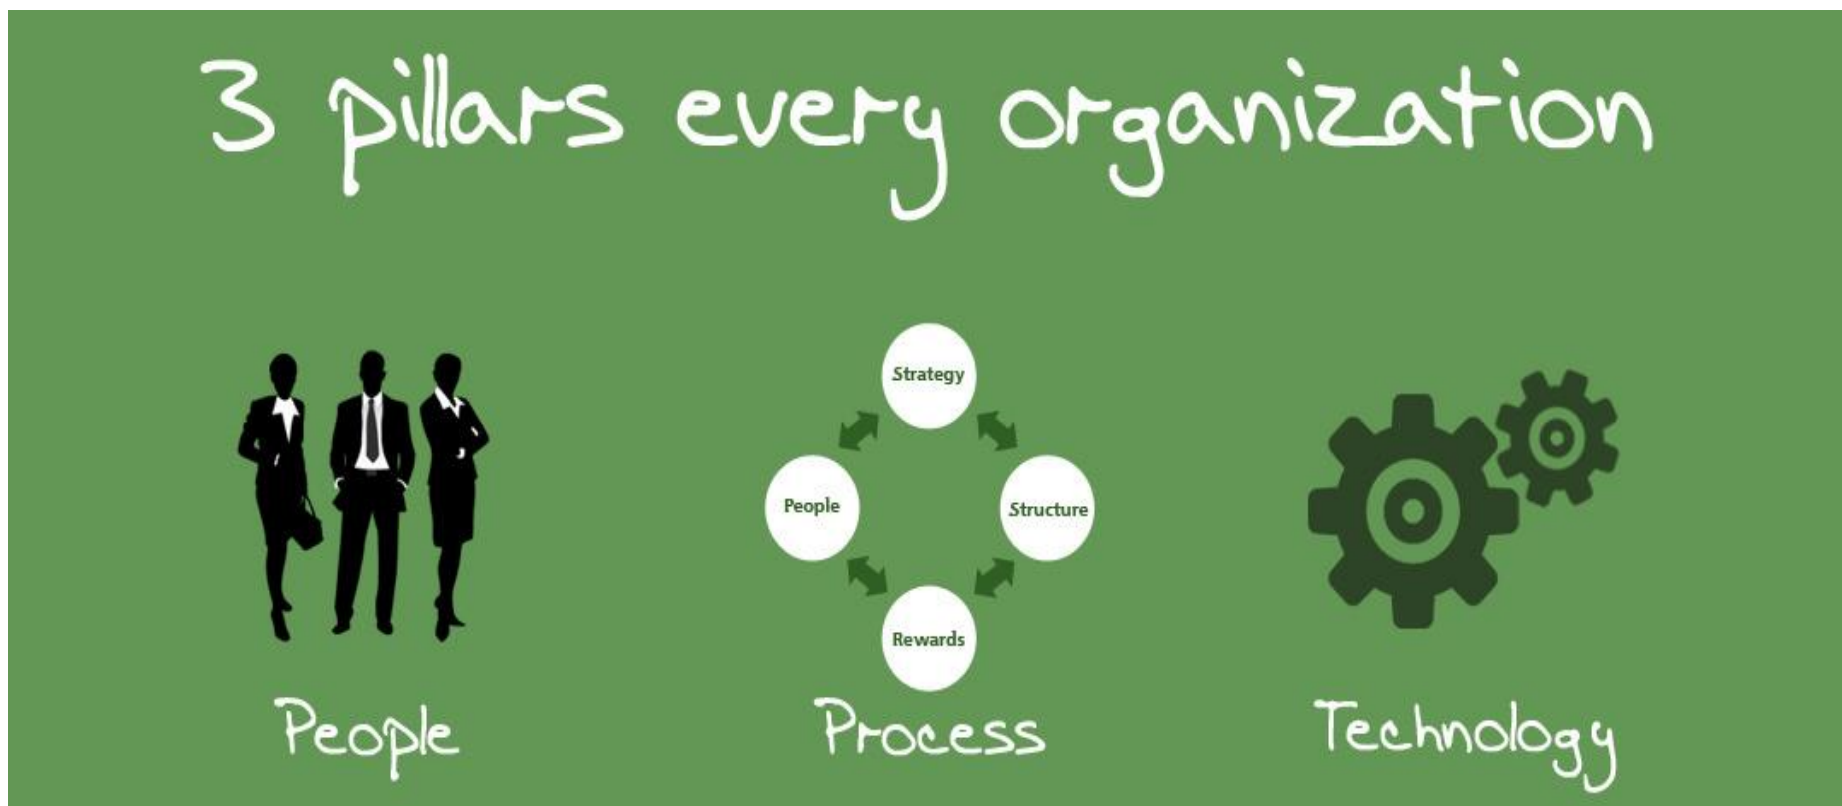 3 pillars every organization
Strategy
People
Structure
Rewards
People
Process
Technology